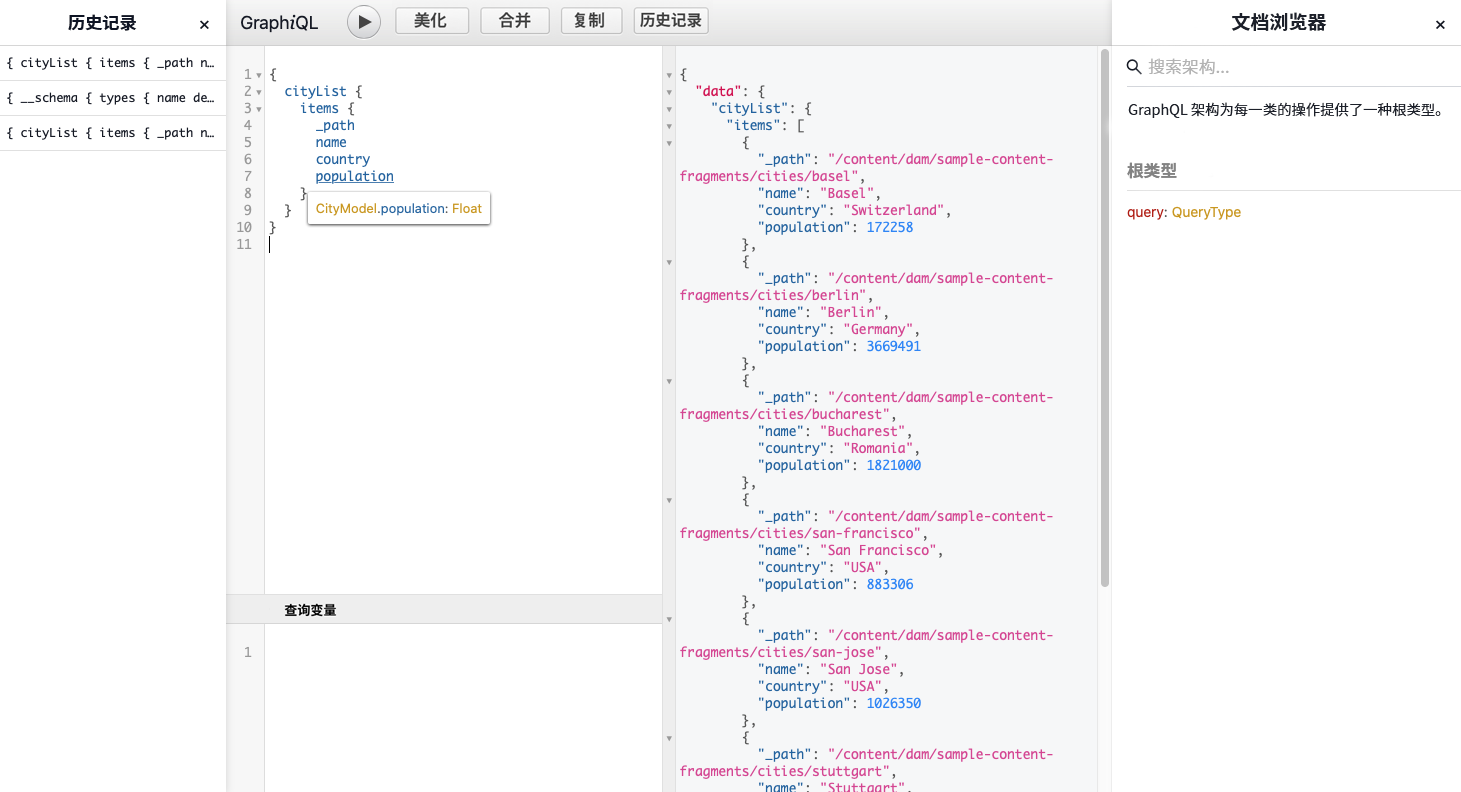 历史记录 ×
{ cityList { items { _path n…
{ __schema { types { name de…
{ cityList { items { _path n…
GraphiQL 美化 合并 复制 历史记录
1 {
2 cityList {
3 items {
4 _path
5 name
6 country
7 population
8 }
9 }
10 }
11
CityModel.population: Float
查询变量
1
{
"data": {
"cityList": {
"items": [
{
"_path": "/content/dam/sample-content-
fragments/cities/basel",
"name": "Basel",
"country": "Switzerland",
"population": 172258
},
{
"_path": "/content/dam/sample-content-
fragments/cities/berlin",
"name": "Berlin",
"country": "Germany",
"population": 3669491
},
{
"_path": "/content/dam/sample-content-
fragments/cities/bucharest",
"name": "Bucharest",
"country": "Romania",
"population": 1821000
},
{
"_path": "/content/dam/sample-content-
fragments/cities/san-francisco",
"name": "San Francisco",
"country": "USA",
"population": 883306
},
{
"_path": "/content/dam/sample-content-
fragments/cities/san-jose",
"name": "San Jose",
"country": "USA",
"population": 1026350
},
{
"_path": "/content/dam/sample-content-
fragments/cities/stuttgart",
"name": "Stuttgart",
文档浏览器 ×
搜索架构...
GraphQL 架构为每一类的操作提供了一种根类型。
根类型
query: QueryType